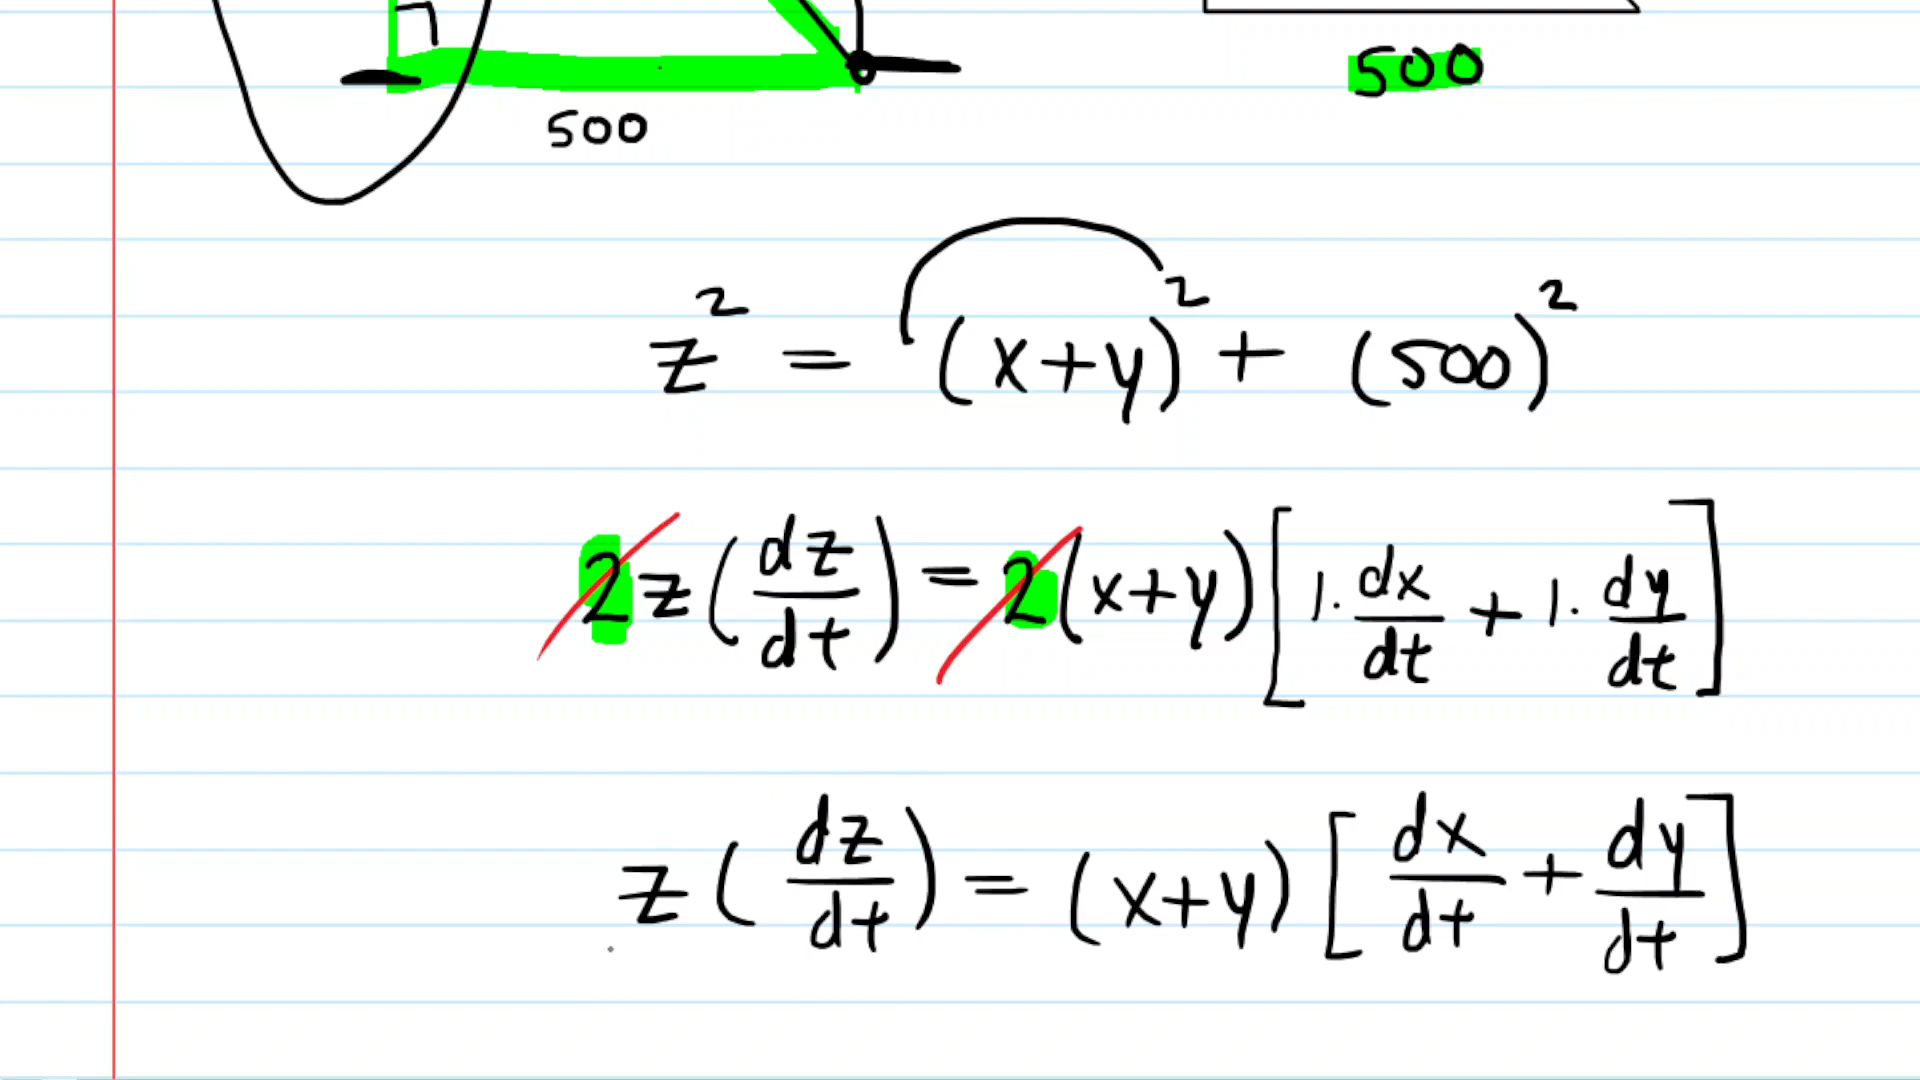 500
500
z² = (x+y)² + (500)²
2z(dz/dt) = 2(x+y)[1·dx/dt + 1·dy/dt]
z(dz/dt) = (x+y)[dx/dt + dy/dt]